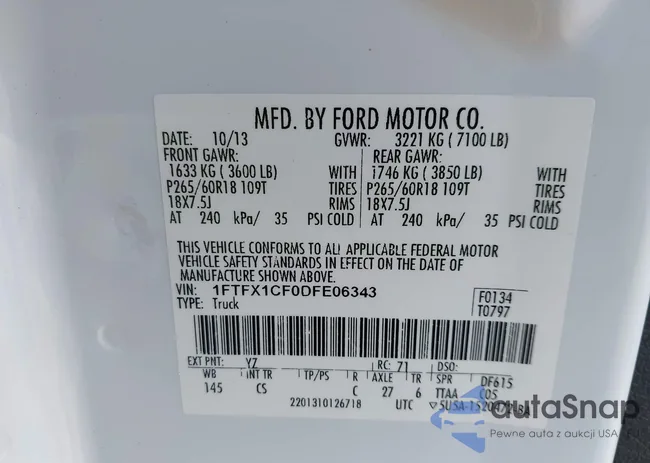 MFD. BY FORD MOTOR CO.
DATE: 10/13 GVWR: 3221 KG ( 7100 LB)
FRONT GAWR: REAR GAWR:
1633 KG ( 3600 LB) WITH 1746 KG ( 3850 LB) WITH
P265/60R18 109T TIRES P265/60R18 109T TIRES
18X7.5J RIMS 18X7.5J RIMS
AT 240 kPa/ 35 PSI COLD AT 240 kPa/ 35 PSI COLD
THIS VEHICLE CONFORMS TO ALL APPLICABLE FEDERAL MOTOR
VEHICLE SAFETY STANDARDS IN EFFECT ON THE DATE OF
MANUFACTURE SHOWN ABOVE.
VIN: 1FTFX1CF0DFE06343 F0134
TYPE: Truck T0797
EXT PNT: YZ RC: 71 DSO:
WB INT TR TP/PS R AXLE TR SPR DF615
145 CS C 27 6 TTAA C05
2201310126718 UTC
autoSnap
Pewne auta z aukcji USA